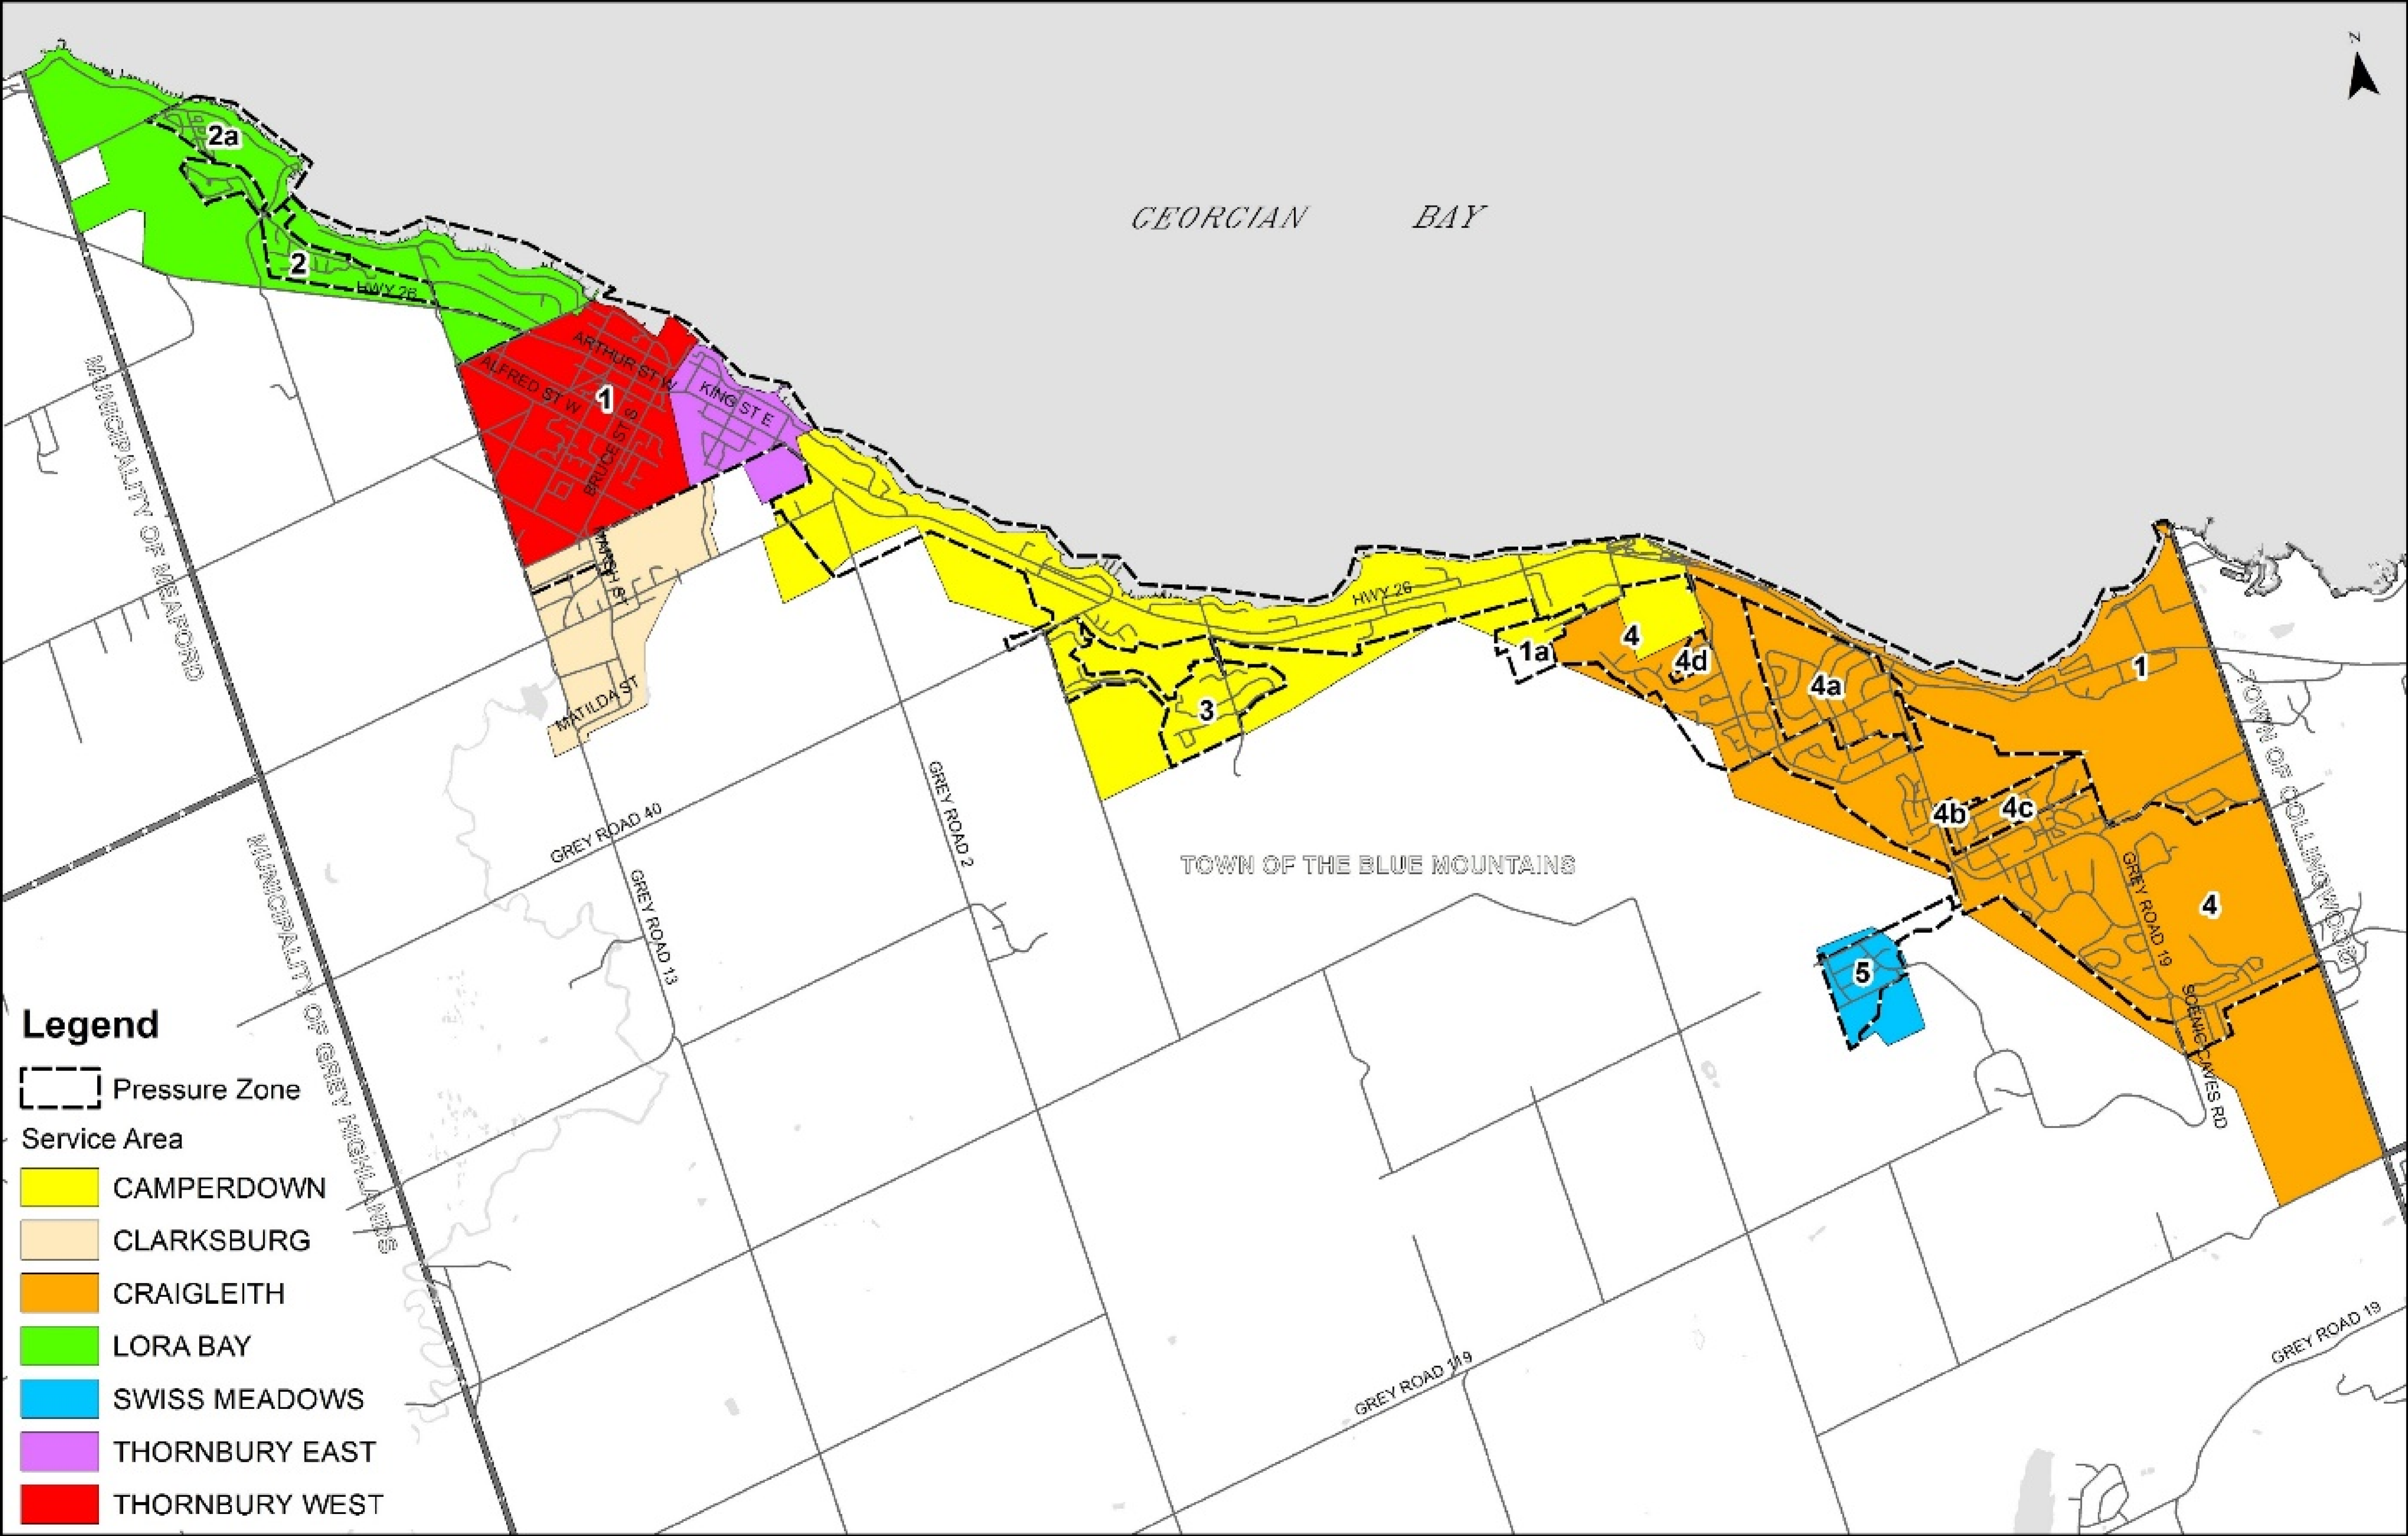 N
2a
GEORGIAN BAY
2
HWY 26
ARTHUR ST W
ALFRED ST W
1
KING ST E
BRUCE ST S
MARSH ST
MATILDA ST
HWY 26
1a
4
4d
4a
1
3
4b
4c
4
5
MUNICIPALITY OF MEAFORD
TOWN OF COLLINGWOOD
GREY ROAD 40
GREY ROAD 2
TOWN OF THE BLUE MOUNTAINS
GREY ROAD 13
GREY ROAD 19
SCENIC CAVES RD
MUNICIPALITY OF GREY HIGHLANDS
GREY ROAD 119
GREY ROAD 19
Legend
Pressure Zone
Service Area
CAMPERDOWN
CLARKSBURG
CRAIGLEITH
LORA BAY
SWISS MEADOWS
THORNBURY EAST
THORNBURY WEST